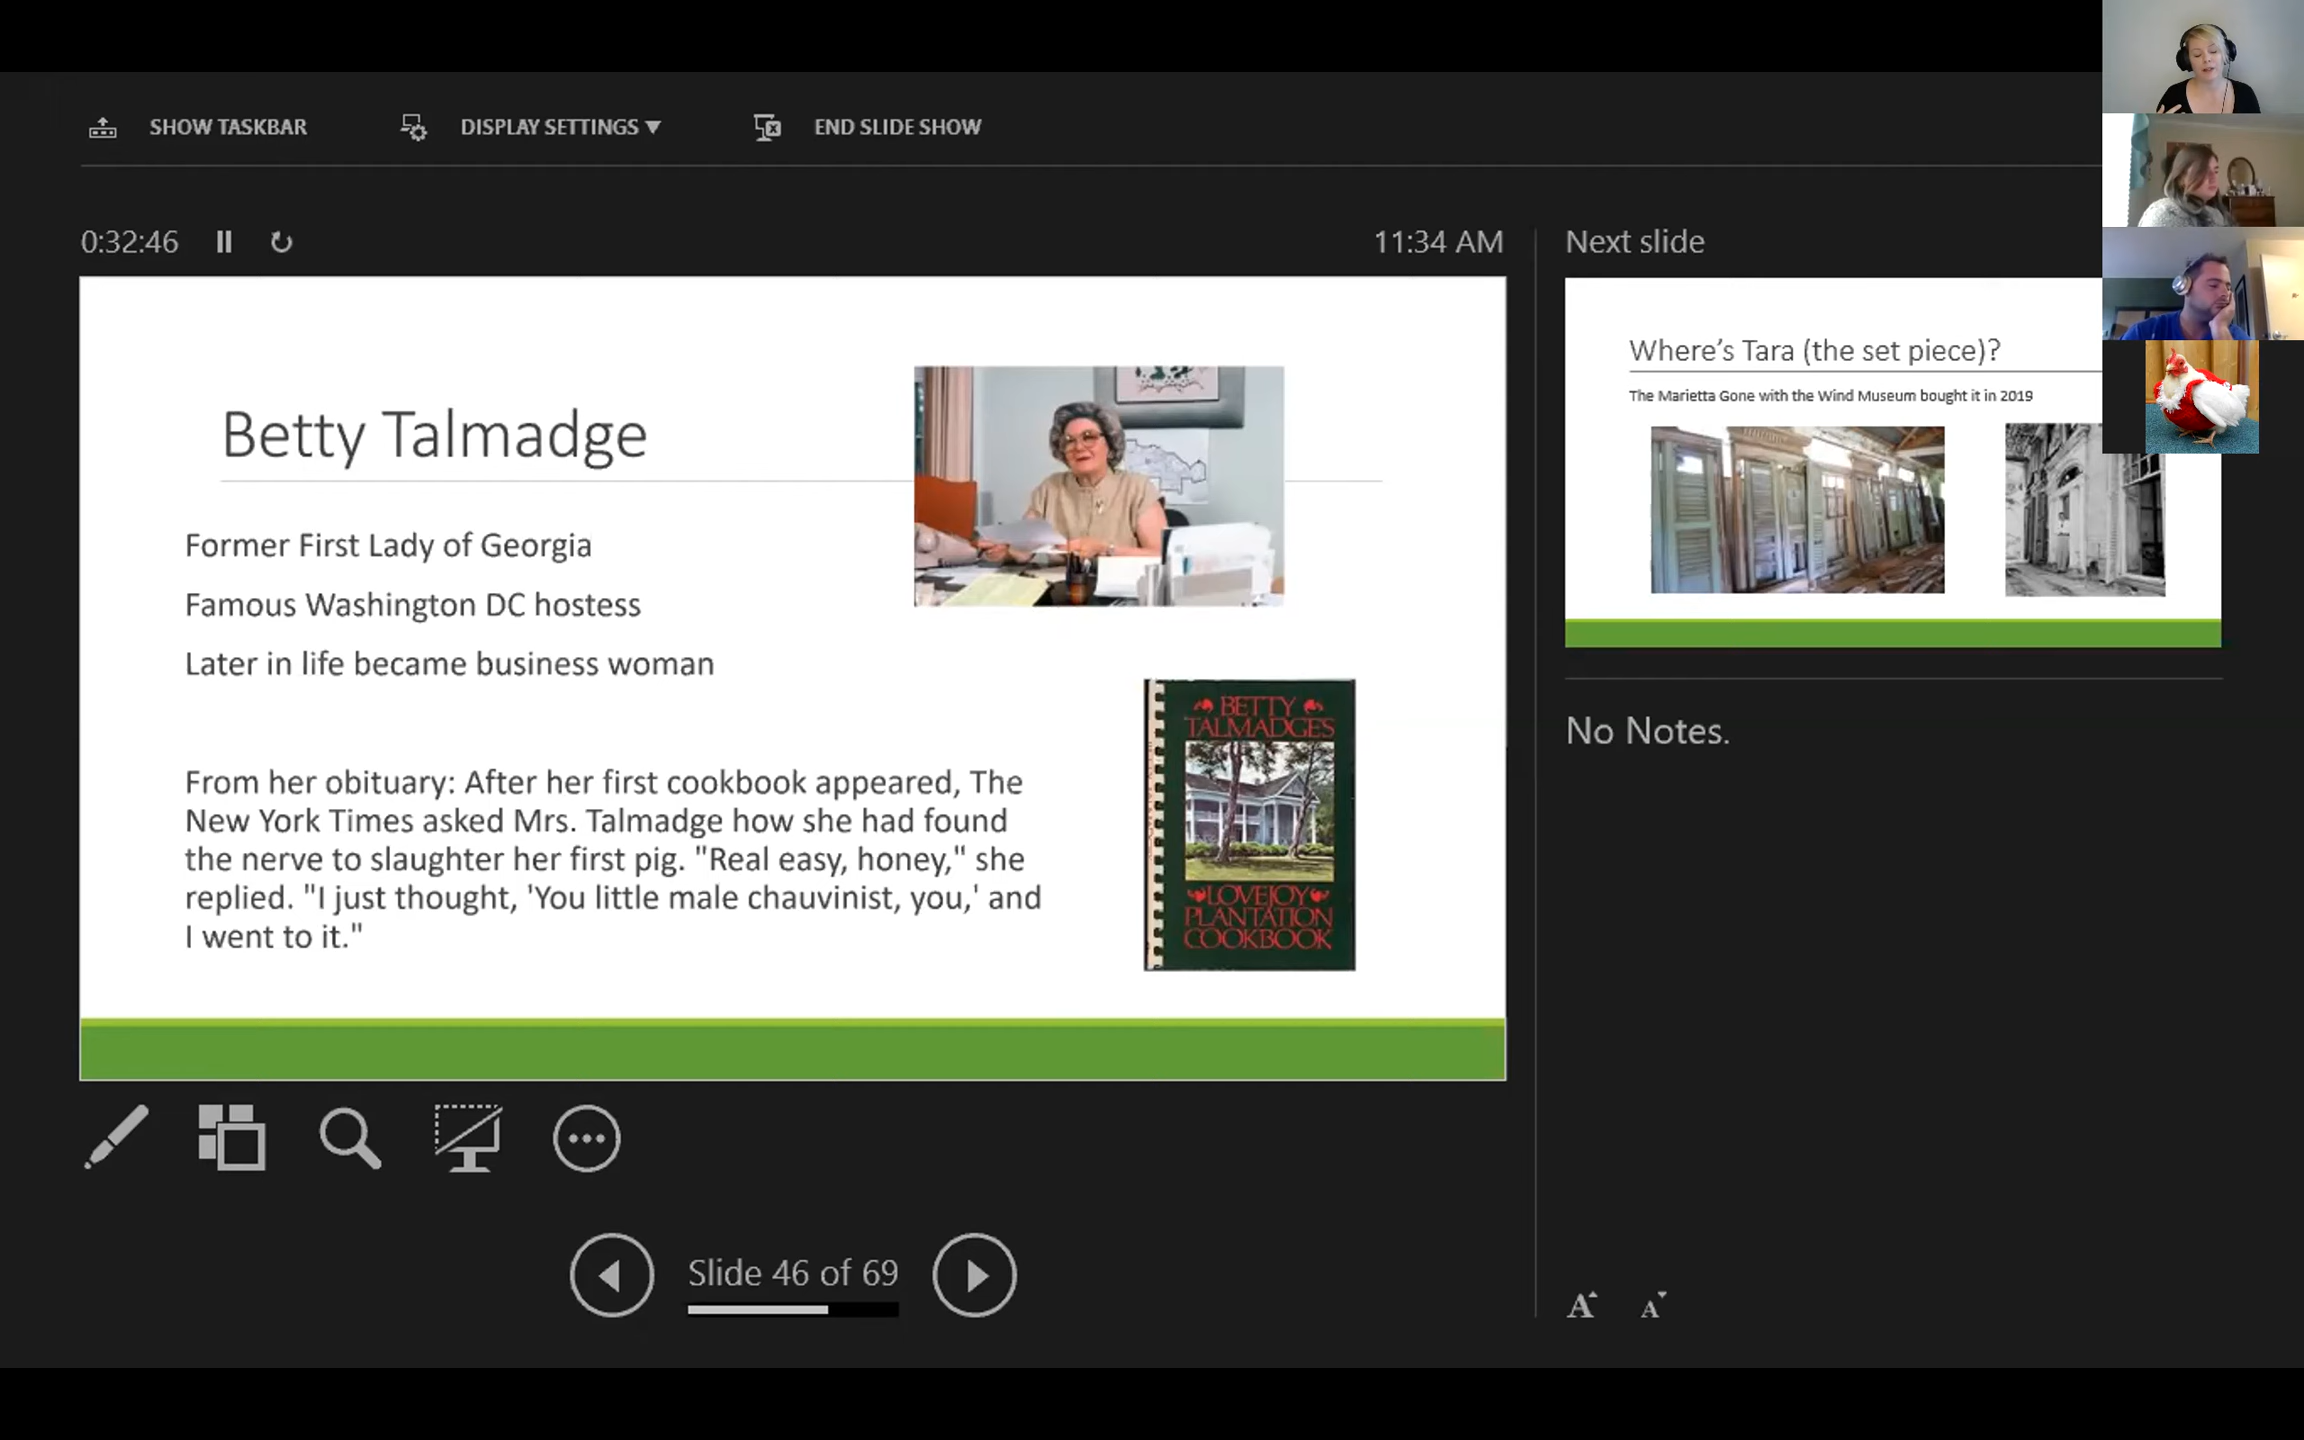 SHOW TASKBAR
DISPLAY SETTINGS ▼
END SLIDE SHOW
0:32:46
11:34 AM
Next slide
Betty Talmadge
Former First Lady of Georgia
Famous Washington DC hostess
Later in life became business woman
From her obituary: After her first cookbook appeared, The
New York Times asked Mrs. Talmadge how she had found
the nerve to slaughter her first pig. "Real easy, honey," she
replied. "I just thought, 'You little male chauvinist, you,' and
I went to it."
BETTY
TALMADGE'S
LOVEJOY
PLANTATION
COOKBOOK
Where's Tara (the set piece)?
The Marietta Gone with the Wind Museum bought it in 2019
No Notes.
Slide 46 of 69
A
A